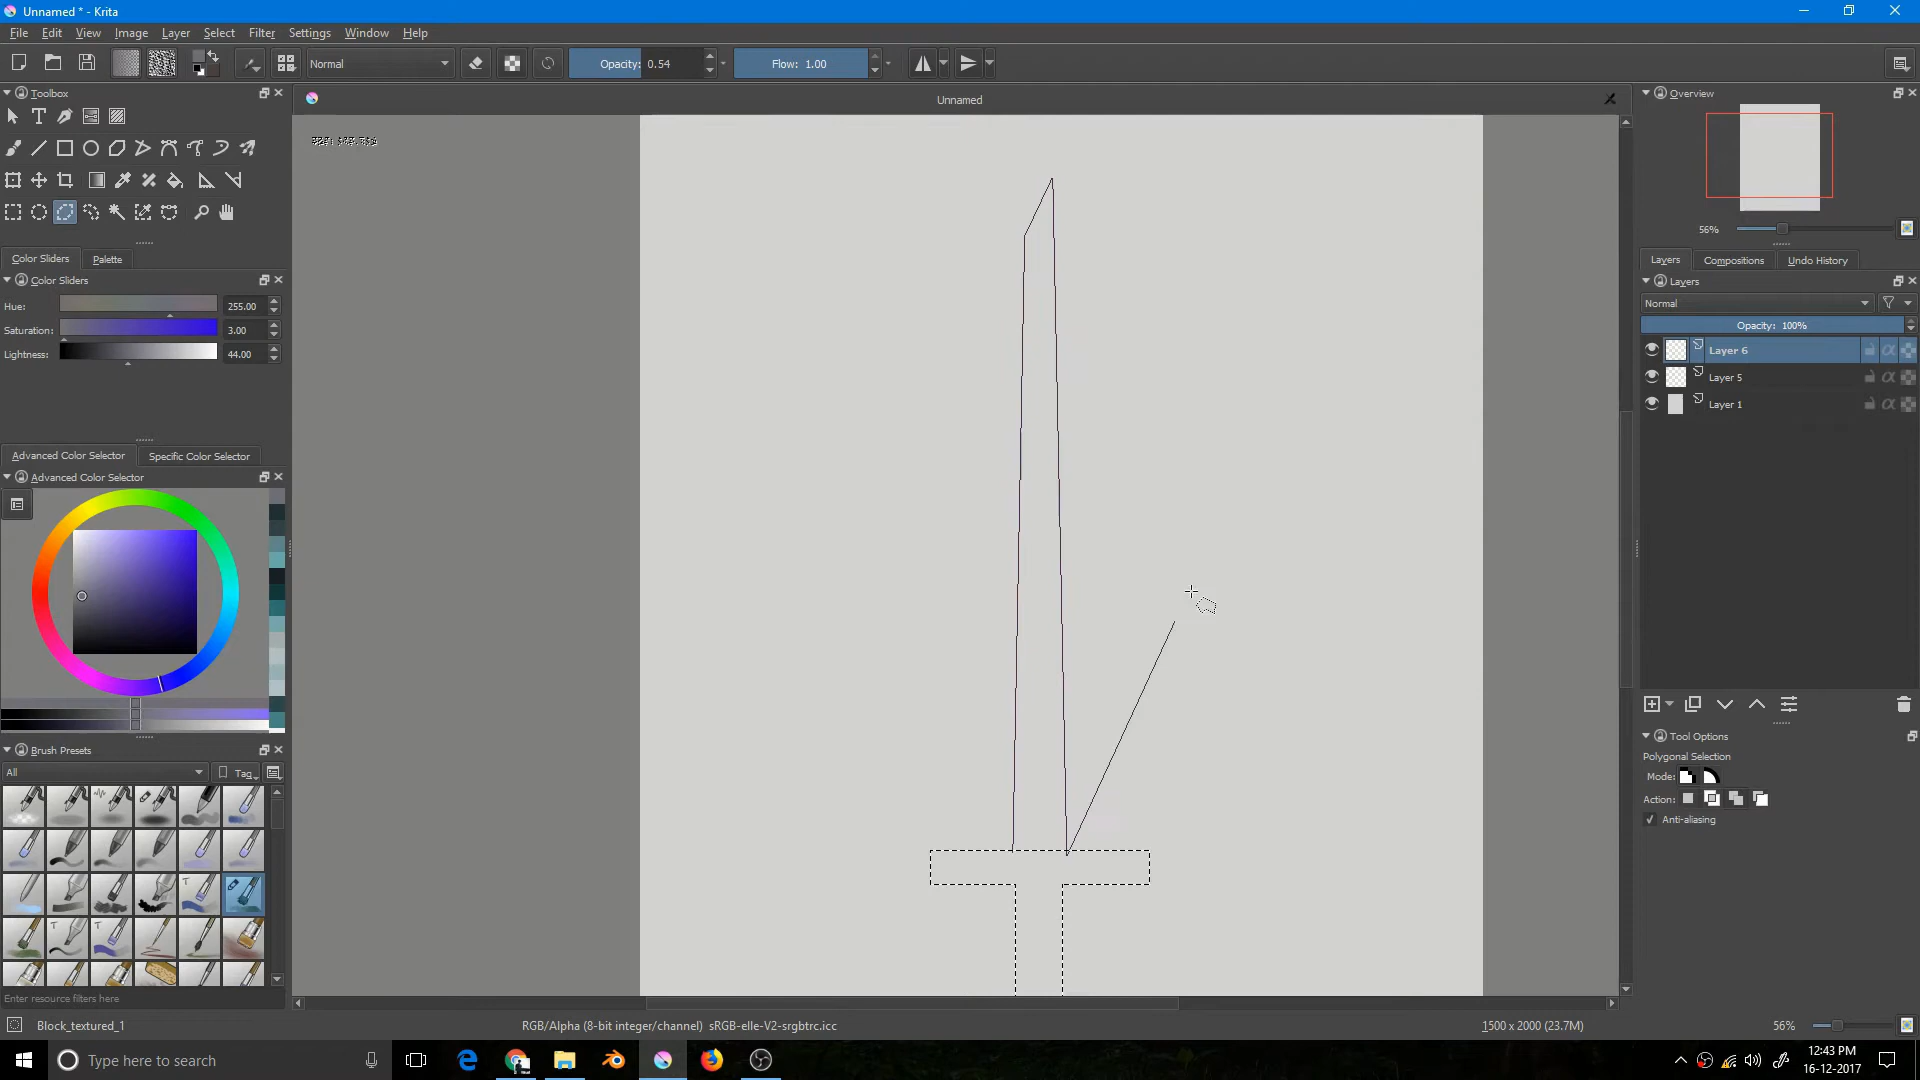 Unnamed * - Krita
File Edit View Image Layer Select Filter Settings Window Help
Normal Opacity: 0.54 Flow: 1.00
Toolbox
Unnamed
Overview
56%
Color Sliders Palette
Color Sliders
Hue: 255.00
Saturation: 3.00
Lightness: 44.00
Layers Compositions Undo History
Layers
Normal
Opacity: 100%
Layer 6
Layer 5
Layer 1
Advanced Color Selector Specific Color Selector
Advanced Color Selector
Brush Presets
All Tag
Enter resource filters here
Tool Options
Polygonal Selection
Mode:
Action:
Anti-aliasing
Block_textured_1 RGB/Alpha (8-bit integer/channel) sRGB-elle-V2-srgbtrc.icc 1500 x 2000 (23.7M) 56%
Type here to search
12:43 PM
16-12-2017